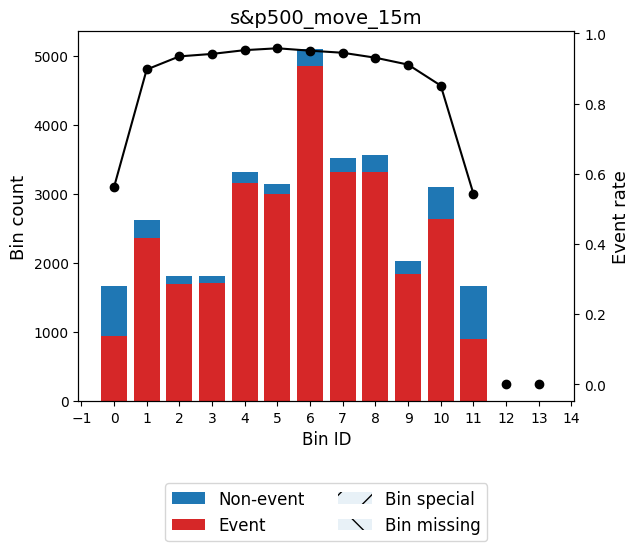 s&p500_move_15m
5000
4000
3000
2000
1000
0
Bin count
1.0
0.8
0.6
0.4
0.2
0.0
Event rate
−1 0 1 2 3 4 5 6 7 8 9 10 11 12 13 14
Bin ID
Non-event Bin special
Event Bin missing